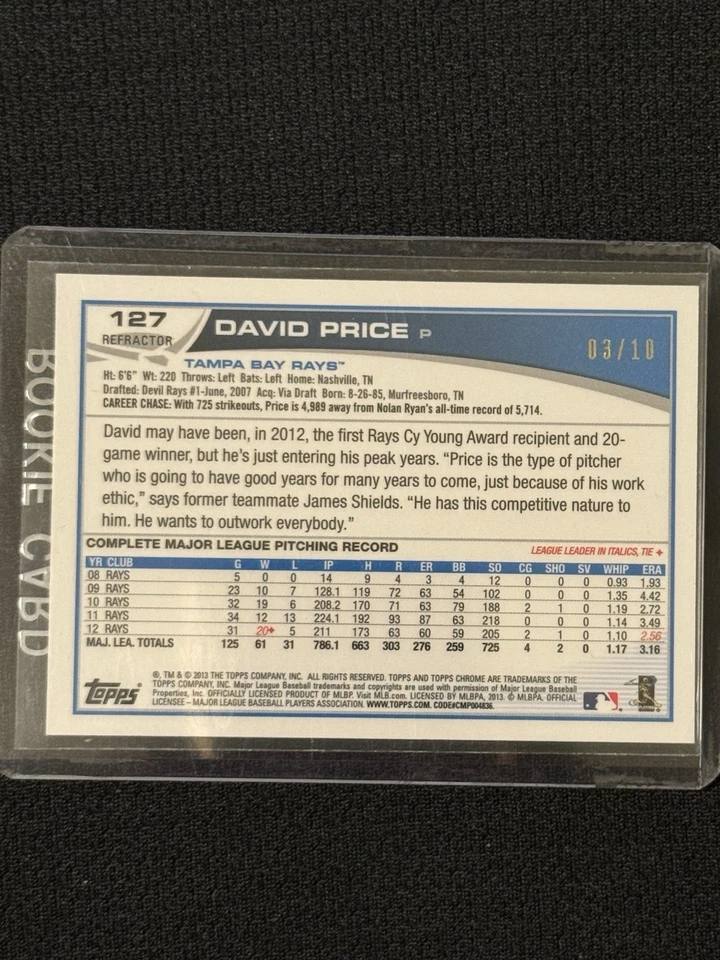 127
REFRACTOR
DAVID PRICE P
03/10
TAMPA BAY RAYS™
Ht: 6'6" Wt: 220 Throws: Left Bats: Left Home: Nashville, TN
Drafted: Devil Rays #1-June, 2007 Acq: Via Draft Born: 8-26-85, Murfreesboro, TN
CAREER CHASE: With 725 strikeouts, Price is 4,989 away from Nolan Ryan's all-time record of 5,714.
David may have been, in 2012, the first Rays Cy Young Award recipient and 20-
game winner, but he's just entering his peak years. "Price is the type of pitcher
who is going to have good years for many years to come, just because of his work
ethic," says former teammate James Shields. "He has this competitive nature to
him. He wants to outwork everybody."
COMPLETE MAJOR LEAGUE PITCHING RECORD
LEAGUE LEADER IN ITALICS, TIE ✦
YR CLUB G W L IP H R ER BB SO CG SHO SV WHIP ERA
08 RAYS 5 0 0 14 9 4 3 4 12 0 0 0 0.93 1.93
09 RAYS 23 10 7 128.1 119 72 63 54 102 0 0 0 1.35 4.42
10 RAYS 32 19 6 208.2 170 71 63 79 188 2 1 0 1.19 2.72
11 RAYS 34 12 13 224.1 192 93 87 63 218 0 0 0 1.14 3.49
12 RAYS 31 20✦ 5 211 173 63 60 59 205 2 1 0 1.10 2.56
MAJ. LEA. TOTALS 125 61 31 786.1 663 303 276 259 725 4 2 0 1.17 3.16
Topps
®, TM & © 2013 THE TOPPS COMPANY, INC. ALL RIGHTS RESERVED. TOPPS AND TOPPS CHROME ARE TRADEMARKS OF THE
TOPPS COMPANY, INC. Major League Baseball trademarks and copyrights are used with permission of Major League Baseball
Properties, Inc. OFFICIALLY LICENSED PRODUCT OF MLBP. Visit MLB.com. LICENSED BY MLBPA, 2013. © MLBPA. OFFICIAL
LICENSEE – MAJOR LEAGUE BASEBALL PLAYERS ASSOCIATION. WWW.TOPPS.COM. CODE#CMP004836.
ROOKIE CARD